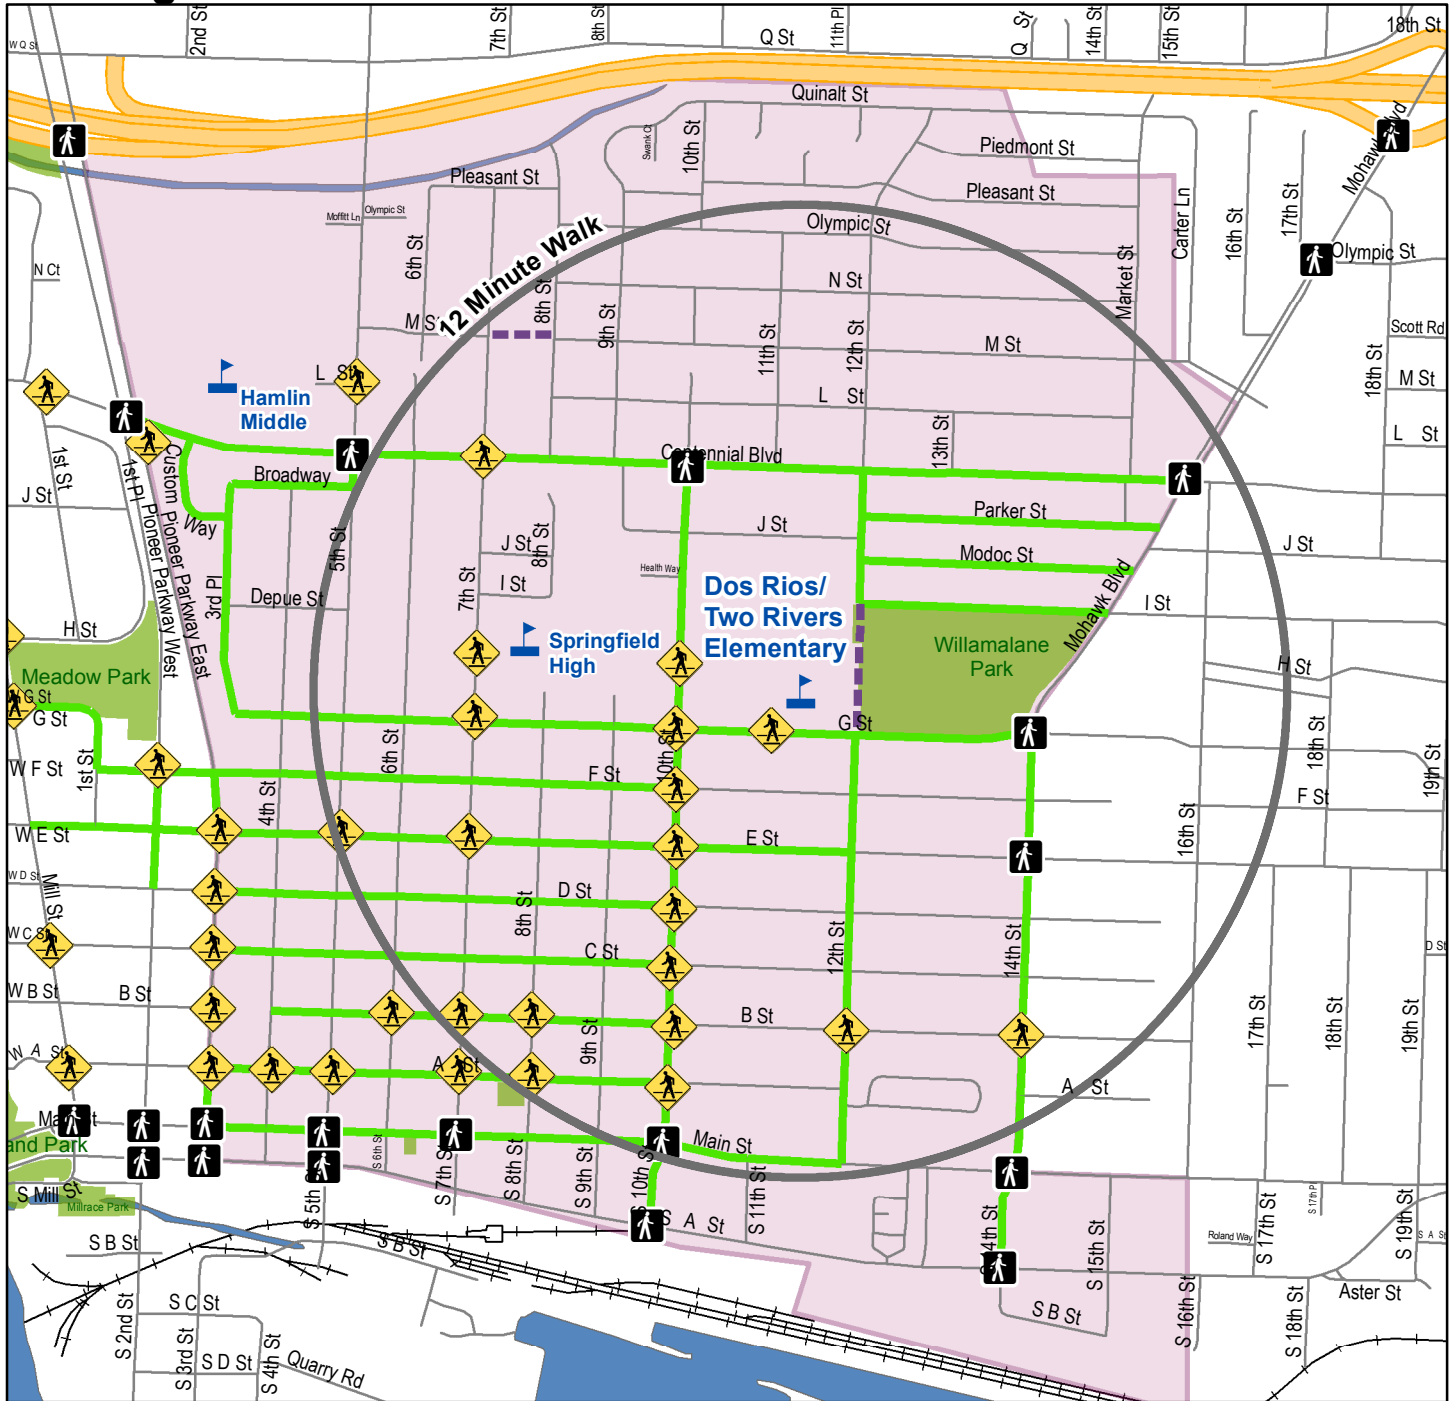 W Q St
2nd St
7th St
8th St
Q St
11th Pl
Q St
14th St
15th St
18th St
Quinalt St
Swank Ct
10th St
Piedmont St
Mohawk Blvd
Pleasant St
Pleasant St
Moffitt Ln
Olympic St
Olympic St
Carter Ln
16th St
17th St
Olympic St
6th St
12 Minute Walk
N Ct
N St
8th St
9th St
Market St
M St
11th St
12th St
M St
Scott Rd
18th St
M St
L St
Hamlin
Middle
L St
13th St
L St
Centennial Blvd
1st St
1st Pl
Custom Way
Broadway
J St
Pioneer Parkway West
Pioneer Parkway East
Parker St
5th St
J St
8th St
J St
Modoc St
J St
3rd Pl
7th St
I St
Health Way
Depue St
Dos Rios/
Two Rivers
Elementary
I St
Mohawk Blvd
H St
Springfield
High
Willamalane
Park
H St
Meadow Park
W G St
G St
G St
10th St
6th St
18th St
19th St
W F St
1st St
F St
F St
4th St
16th St
W E St
E St
W D St
Mill St
D St
8th St
W C St
C St
12th St
14th St
D St
W B St
B St
B St
9th St
17th St
18th St
19th St
W A St
A St
A St
Main St
and Park
Main St
S 6th St
S Mill St
Millrace Park
S 5th St
S 7th St
S 8th St
S 9th St
S 10th St
S 11th St
S A St
S 14th St
S 15th St
S 17th St
S 17th Pl
S 19th St
Roland Way
S A St
S B St
S B St
Aster St
S 2nd St
S C St
S B St
S 16th St
S 18th St
S 3rd St
S D St
S 4th St
Quarry Rd